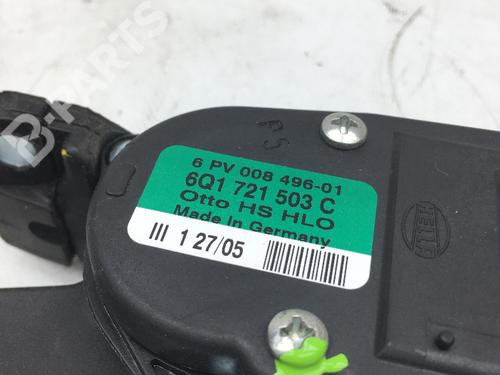 B-PARTS
PS
6 PV 008 496-01
6Q1 721 503 C
Otto HS HLO
Made in Germany
III 1 27/05
HELLA